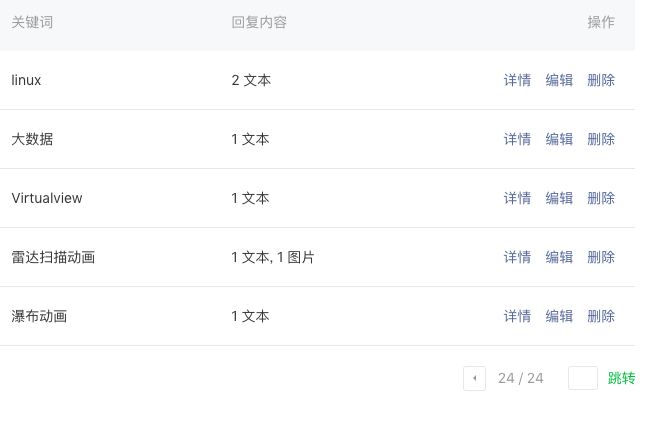 关键词 回复内容 操作
linux 2 文本 详情 编辑 删除
大数据 1 文本 详情 编辑 删除
Virtualview 1 文本 详情 编辑 删除
雷达扫描动画 1 文本, 1 图片 详情 编辑 删除
瀑布动画 1 文本 详情 编辑 删除
24 / 24 跳转